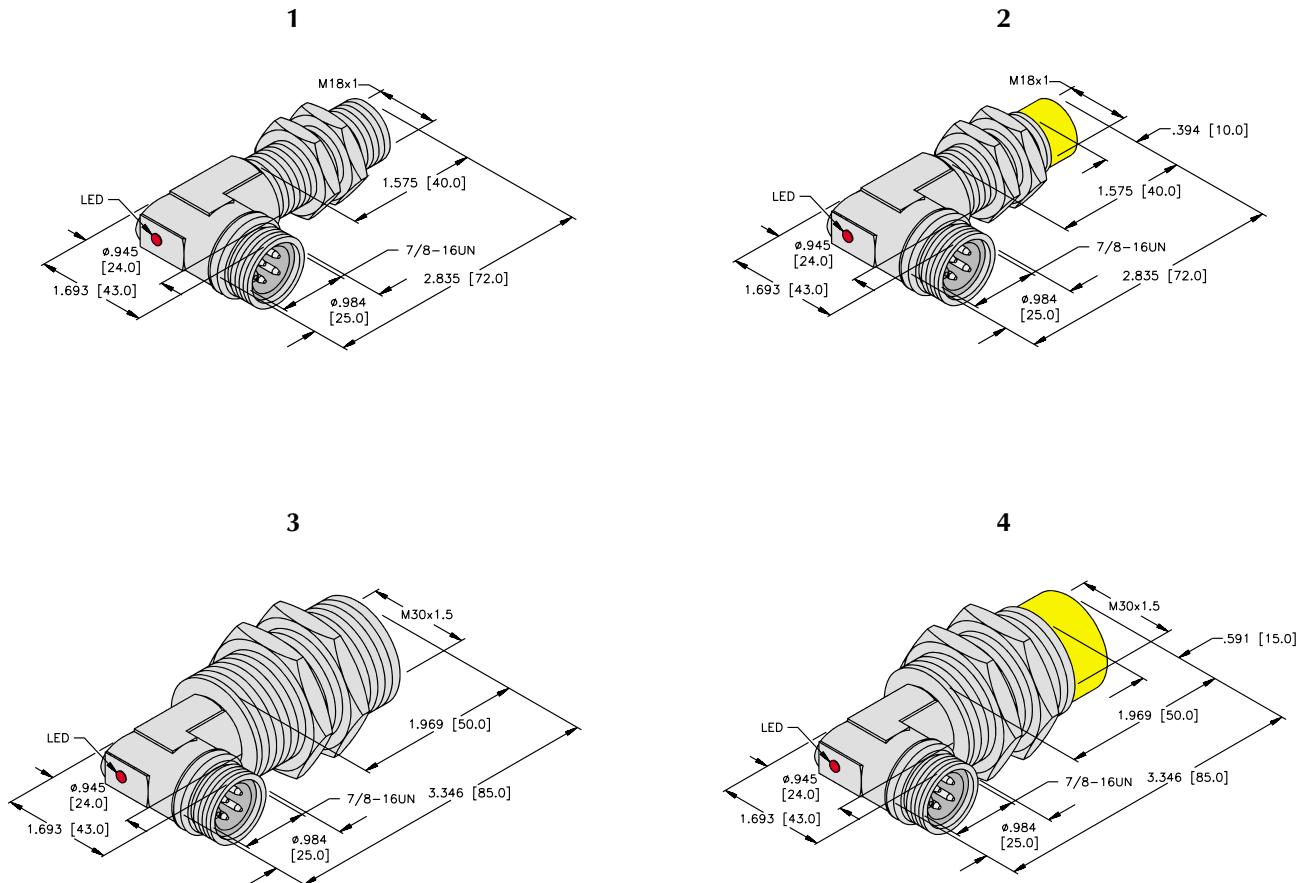 1
M18x1
1.575 [40.0]
LED
ø.945
[24.0]
7/8-16UN
1.693 [43.0]
2.835 [72.0]
ø.984
[25.0]
2
M18x1
.394 [10.0]
1.575 [40.0]
LED
ø.945
[24.0]
7/8-16UN
1.693 [43.0]
2.835 [72.0]
ø.984
[25.0]
3
M30x1.5
1.969 [50.0]
LED
ø.945
[24.0]
7/8-16UN
3.346 [85.0]
1.693 [43.0]
ø.984
[25.0]
4
M30x1.5
.591 [15.0]
1.969 [50.0]
LED
ø.945
[24.0]
7/8-16UN
3.346 [85.0]
1.693 [43.0]
ø.984
[25.0]